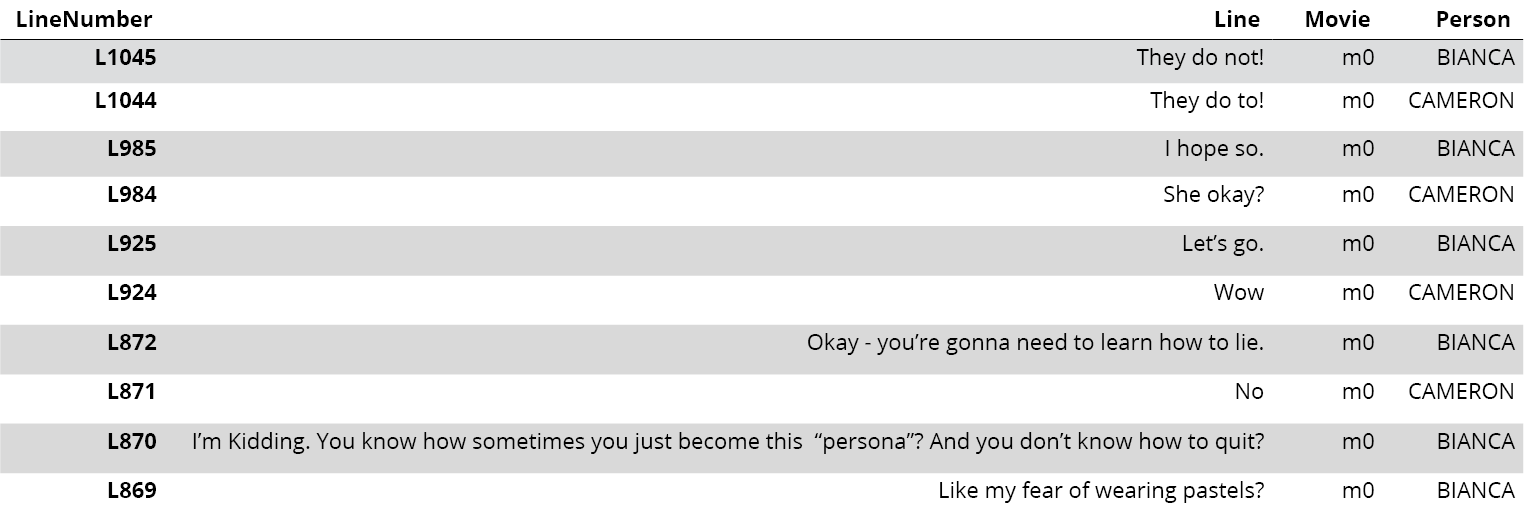 LineNumber Line Movie Person
L1045 They do not! m0 BIANCA
L1044 They do to! m0 CAMERON
L985 I hope so. m0 BIANCA
L984 She okay? m0 CAMERON
L925 Let’s go. m0 BIANCA
L924 Wow m0 CAMERON
L872 Okay - you’re gonna need to learn how to lie. m0 BIANCA
L871 No m0 CAMERON
L870 I’m Kidding. You know how sometimes you just become this “persona”? And you don’t know how to quit? m0 BIANCA
L869 Like my fear of wearing pastels? m0 BIANCA